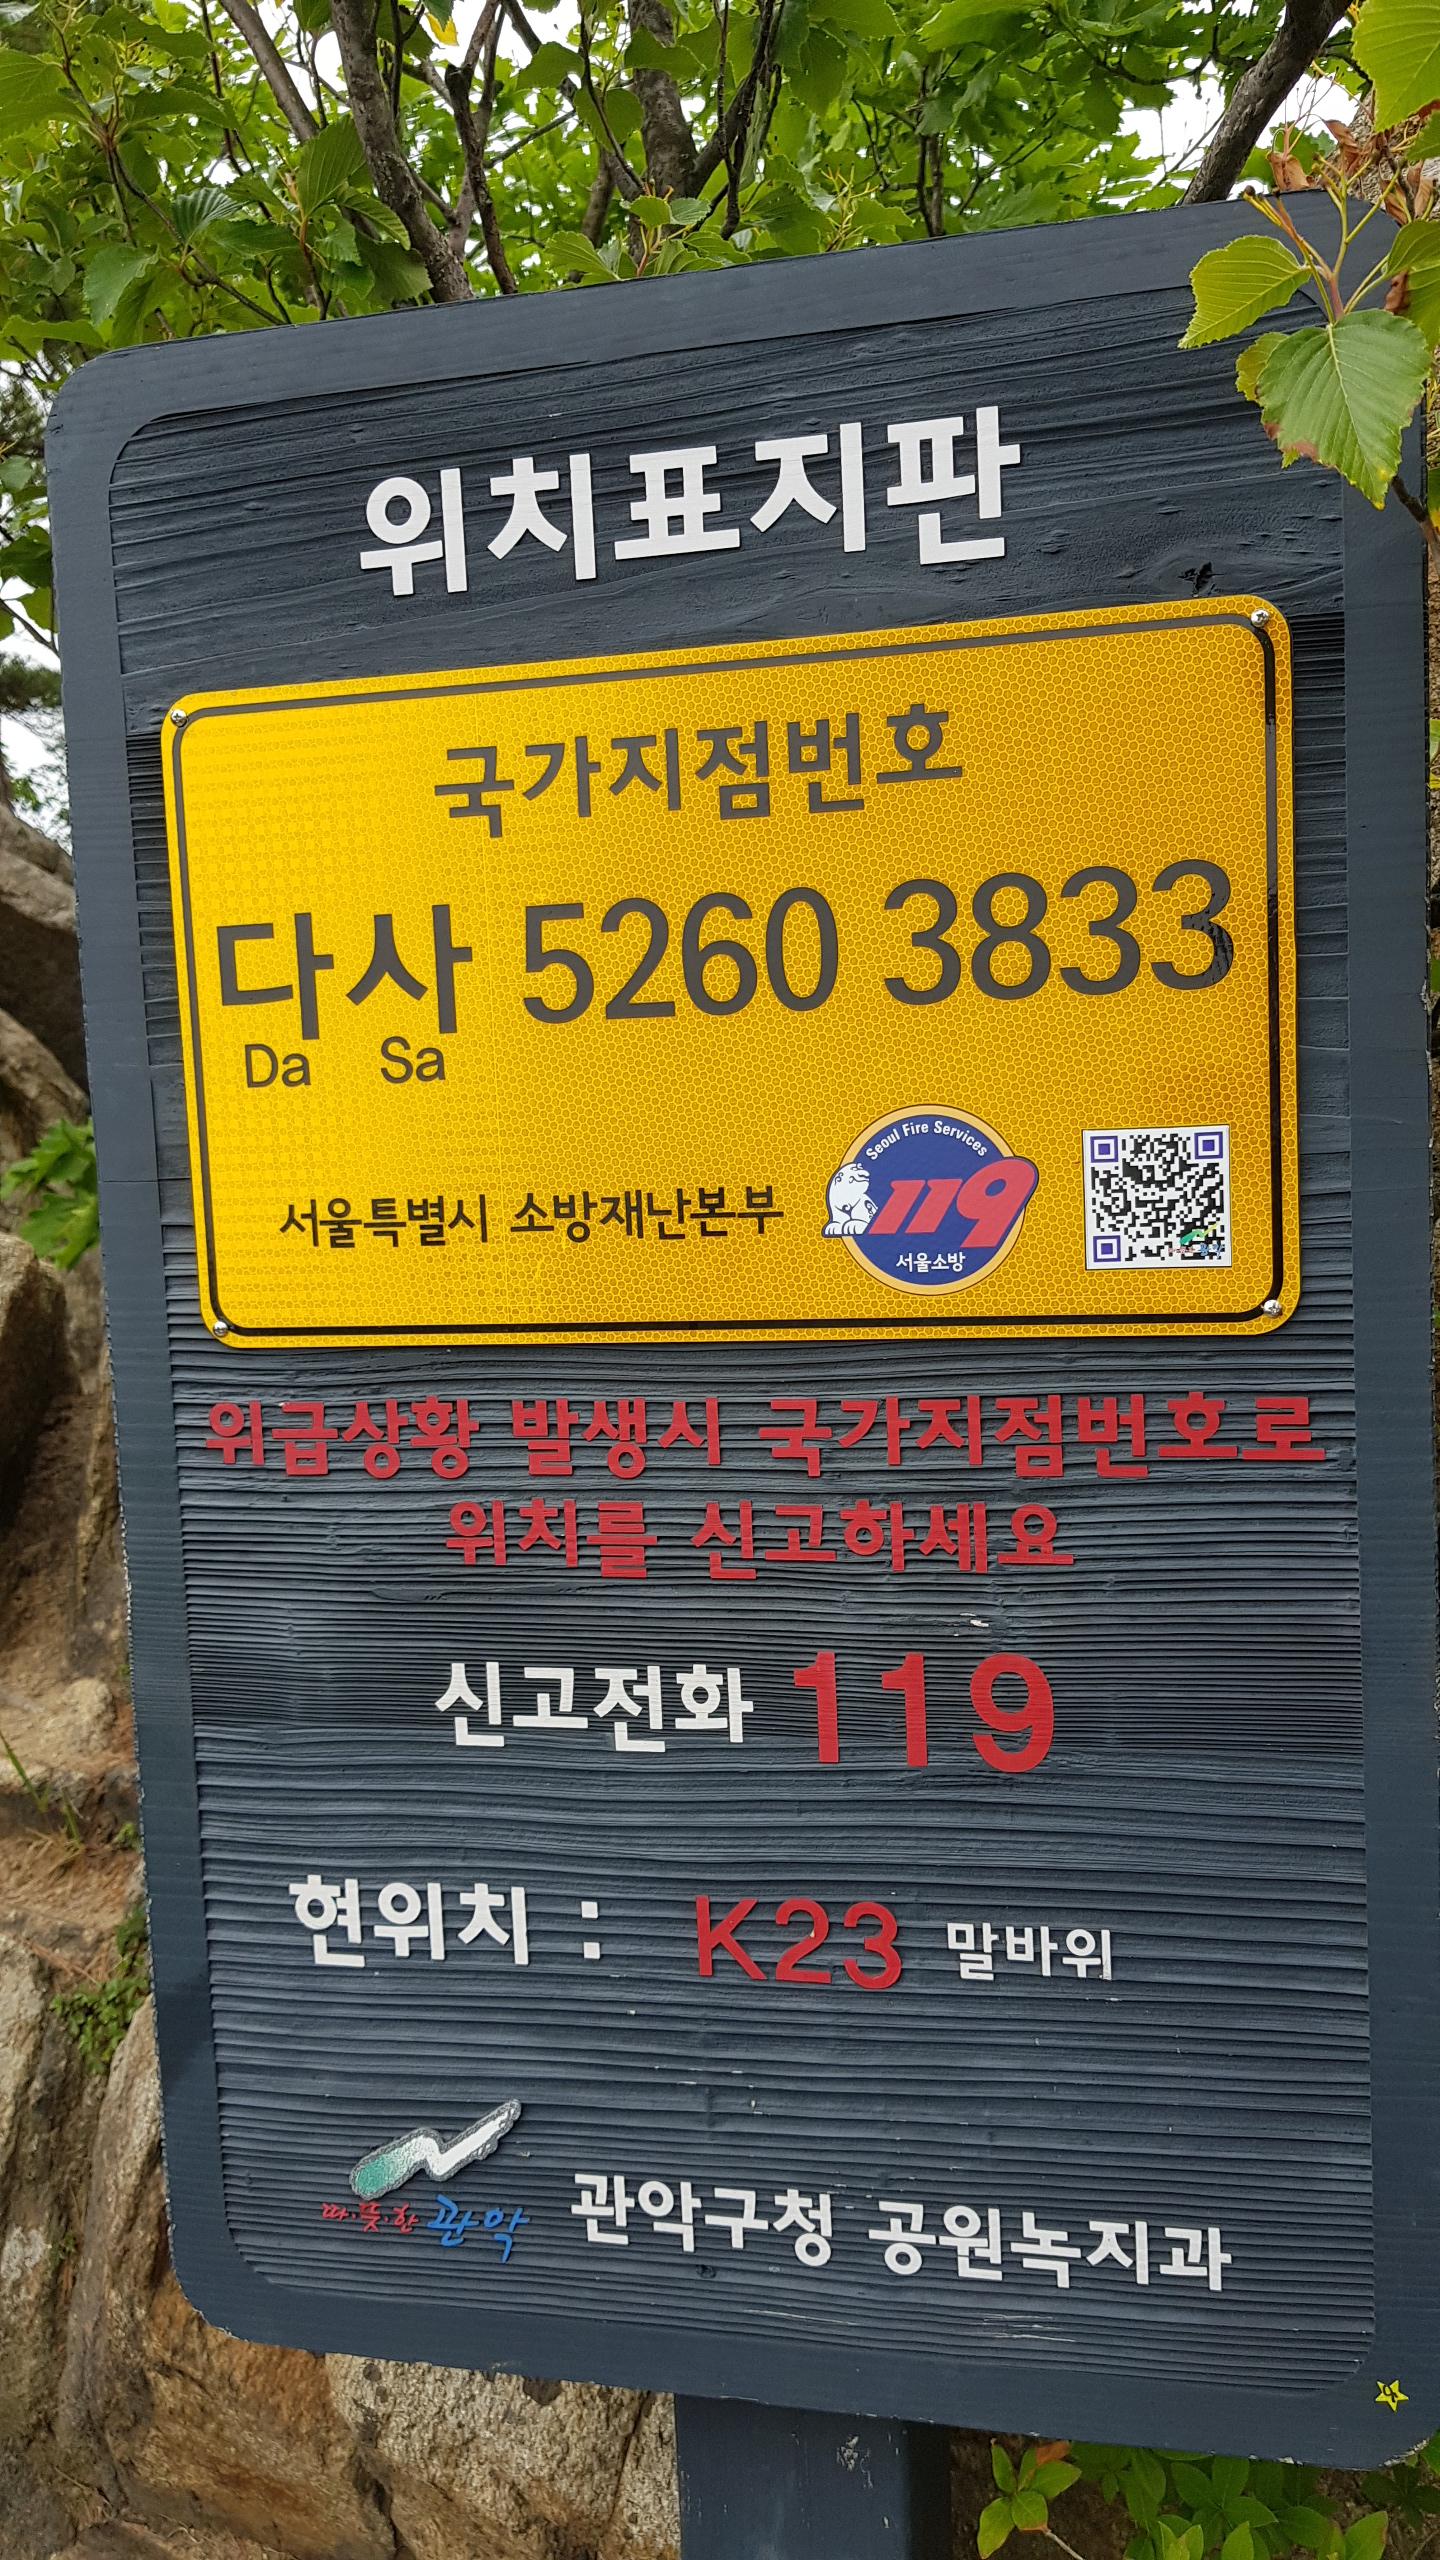 위치표지판
국가지점번호
다사 5260 3833
Da Sa
Seoul Fire Services
119
서울소방
서울특별시 소방재난본부
위급상황 발생시 국가지점번호로
위치를 신고하세요
신고전화 119
현위치 : K23 말바위
따·뜻·한 관악
관악구청 공원녹지과